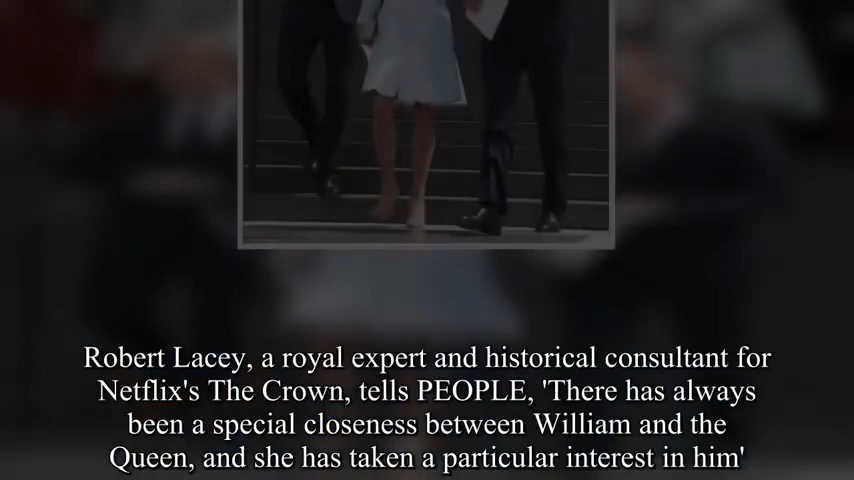 Robert Lacey, a royal expert and historical consultant for
Netflix's The Crown, tells PEOPLE, 'There has always
been a special closeness between William and the
Queen, and she has taken a particular interest in him'